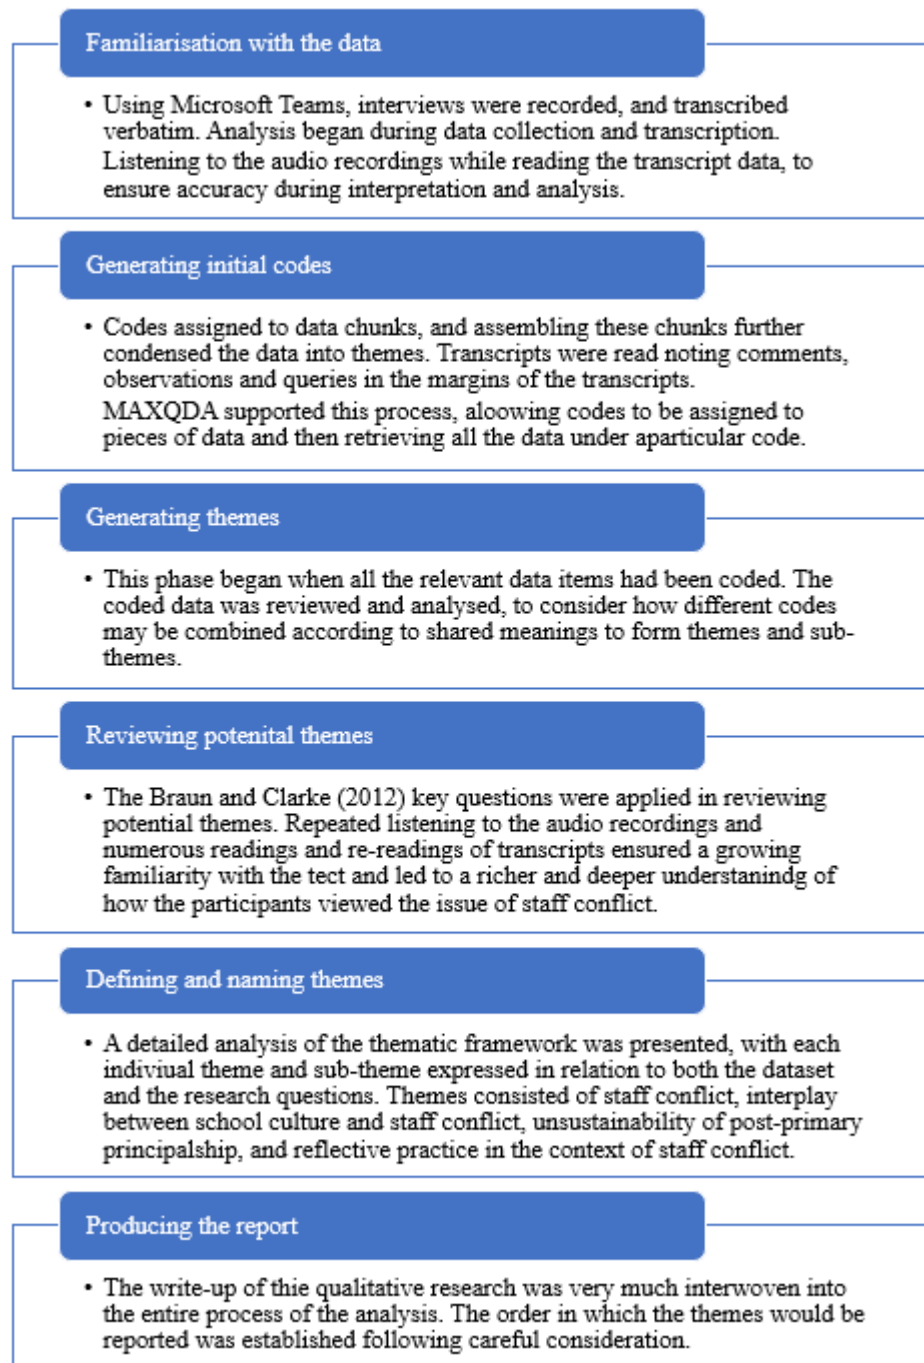 Familiarisation with the data
• Using Microsoft Teams, interviews were recorded, and transcribed
verbatim. Analysis began during data collection and transcription.
Listening to the audio recordings while reading the transcript data, to
ensure accuracy during interpretation and analysis.
Generating initial codes
• Codes assigned to data chunks, and assembling these chunks further
condensed the data into themes. Transcripts were read noting comments,
observations and queries in the margins of the transcripts.
MAXQDA supported this process, aloowing codes to be assigned to
pieces of data and then retrieving all the data under aparticular code.
Generating themes
• This phase began when all the relevant data items had been coded. The
coded data was reviewed and analysed, to consider how different codes
may be combined according to shared meanings to form themes and sub-
themes.
Reviewing potenital themes
• The Braun and Clarke (2012) key questions were applied in reviewing
potential themes. Repeated listening to the audio recordings and
numerous readings and re-readings of transcripts ensured a growing
familiarity with the tect and led to a richer and deeper understanindg of
how the participants viewed the issue of staff conflict.
Defining and naming themes
• A detailed analysis of the thematic framework was presented, with each
indiviual theme and sub-theme expressed in relation to both the dataset
and the research questions. Themes consisted of staff conflict, interplay
between school culture and staff conflict, unsustainability of post-primary
principalship, and reflective practice in the context of staff conflict.
Producing the report
• The write-up of thie qualitative research was very much interwoven into
the entire process of the analysis. The order in which the themes would be
reported was established following careful consideration.